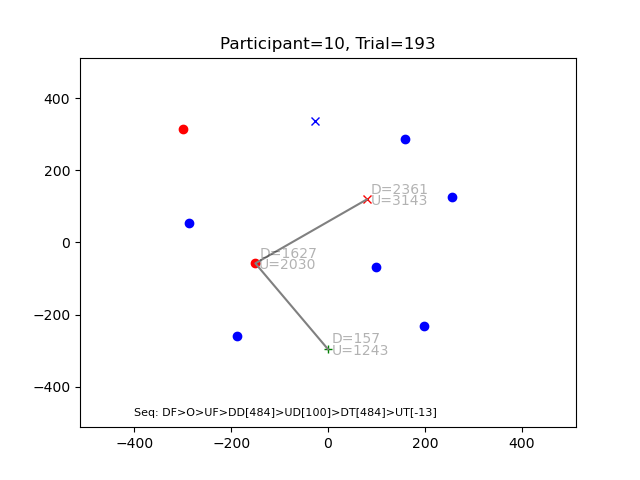 Participant=10, Trial=193
400
200
0
−200
−400
D=2361
U=3143
D=1627
U=2030
D=157
U=1243
Seq: DF>O>UF>DD[484]>UD[100]>DT[484]>UT[-13]
−400 −200 0 200 400